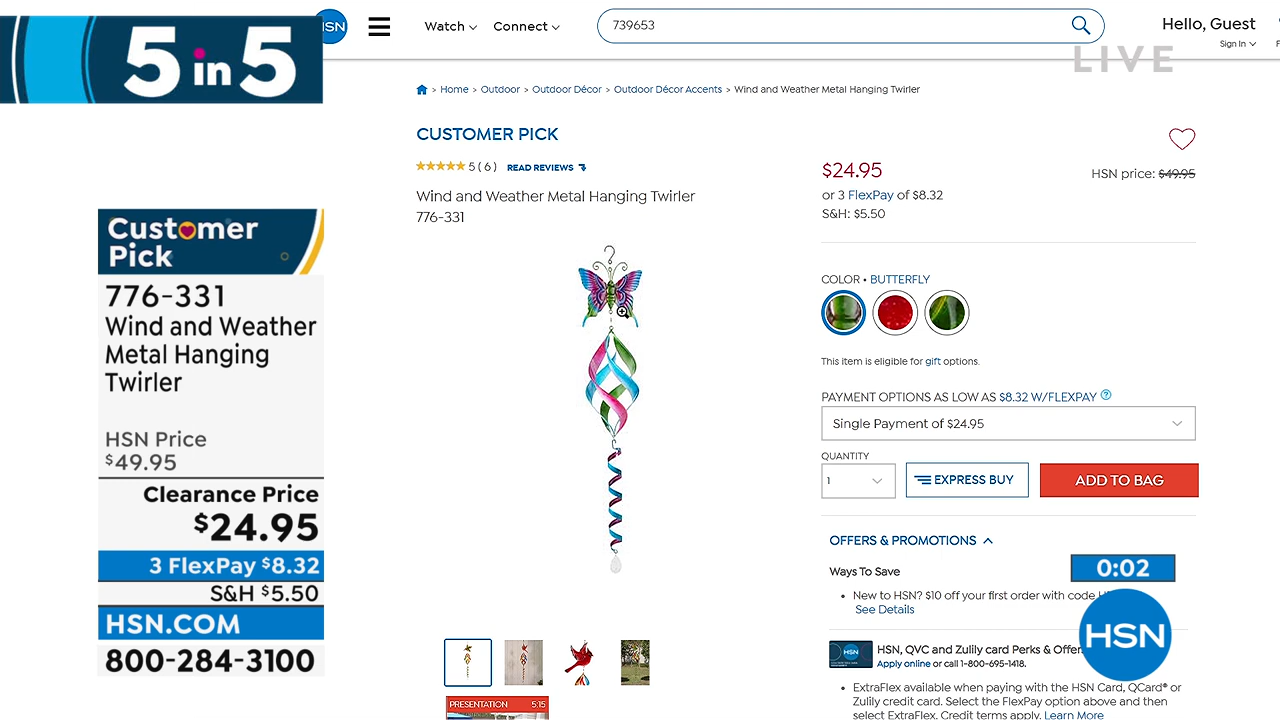 5 in 5
HSN
Watch
Connect
739653
Hello, Guest
Sign In
LIVE
> Home > Outdoor > Outdoor Décor > Outdoor Décor Accents > Wind and Weather Metal Hanging Twirler
CUSTOMER PICK
5 ( 6 ) READ REVIEWS
Wind and Weather Metal Hanging Twirler
776-331
$24.95
HSN price: $49.95
or 3 FlexPay of $8.32
S&H: $5.50
COLOR • BUTTERFLY
This item is eligible for gift options.
PAYMENT OPTIONS AS LOW AS $8.32 W/FLEXPAY ?
Single Payment of $24.95
QUANTITY
1
EXPRESS BUY
ADD TO BAG
OFFERS & PROMOTIONS
Ways To Save
0:02
• New to HSN? $10 off your first order with code
See Details
HSN
HSN, QVC and Zulily card Perks & Offer
Apply online or call 1-800-695-1418.
HSN
• ExtraFlex available when paying with the HSN Card, QCard® or
Zulily credit card. Select the FlexPay option above and then
select ExtraFlex. Credit terms apply. Learn More
PRESENTATION 5:15
Customer
Pick
776-331
Wind and Weather
Metal Hanging
Twirler
HSN Price
$49.95
Clearance Price
$24.95
3 FlexPay $8.32
S&H $5.50
HSN.COM
800-284-3100